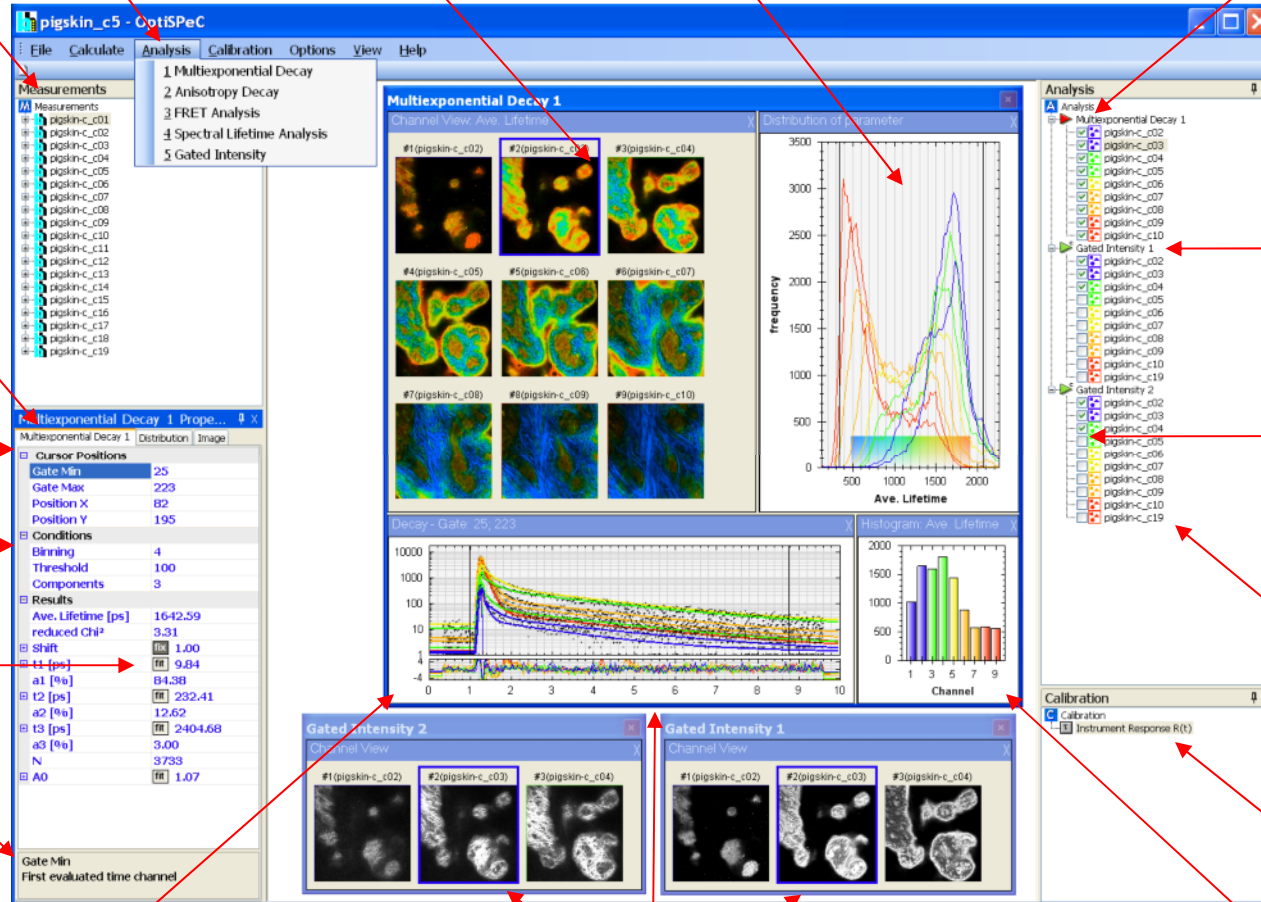 pigskin_c5 - OptiSPeC
File Calculate Analysis Calibration Options View Help
1 Multiexponential Decay
2 Anisotropy Decay
3 FRET Analysis
4 Spectral Lifetime Analysis
5 Gated Intensity
Measurements
Measurements
pigskin-c_c01
pigskin-c_c02
pigskin-c_c03
pigskin-c_c04
pigskin-c_c05
pigskin-c_c06
pigskin-c_c07
pigskin-c_c08
pigskin-c_c09
pigskin-c_c10
pigskin-c_c11
pigskin-c_c12
pigskin-c_c13
pigskin-c_c14
pigskin-c_c15
pigskin-c_c16
pigskin-c_c17
pigskin-c_c18
pigskin-c_c19
Multiexponential Decay 1 Prope...
Multiexponential Decay 1 Distribution Image
Cursor Positions
Gate Min 25
Gate Max 223
Position X 82
Position Y 195
Conditions
Binning 4
Threshold 100
Components 3
Results
Ave. Lifetime [ps] 1642.59
reduced Chi² 3.31
Shift fix 1.00
t1 [ps] fit 9.84
a1 [%] 84.38
t2 [ps] fit 232.41
a2 [%] 12.62
t3 [ps] fit 2404.68
a3 [%] 3.00
N 3733
A0 fit 1.07
Gate Min
First evaluated time channel
Multiexponential Decay 1
Channel View: Ave. Lifetime
#1(pigskin-c_c02) #2(pigskin-c_c03) #3(pigskin-c_c04)
#4(pigskin-c_c05) #5(pigskin-c_c06) #6(pigskin-c_c07)
#7(pigskin-c_c08) #8(pigskin-c_c09) #9(pigskin-c_c10)
Distribution of parameter
3500
3000
2500
2000
1500
1000
500
0
frequency
500 1000 1500 2000
Ave. Lifetime
Decay - Gate: 25, 223
10000
1000
100
10
1
4
-4
0 1 2 3 4 5 6 7 8 9 10
Histogram: Ave. Lifetime
2000
1500
1000
500
0
1 3 5 7 9
Channel
Gated Intensity 2
Channel View
#1(pigskin-c_c02) #2(pigskin-c_c03) #3(pigskin-c_c04)
Gated Intensity 1
Channel View
#1(pigskin-c_c02) #2(pigskin-c_c03) #3(pigskin-c_c04)
Analysis
Analysis
Multiexponential Decay 1
pigskin-c_c02
pigskin-c_c03
pigskin-c_c04
pigskin-c_c05
pigskin-c_c06
pigskin-c_c07
pigskin-c_c08
pigskin-c_c09
pigskin-c_c10
Gated Intensity 1
pigskin-c_c02
pigskin-c_c03
pigskin-c_c04
pigskin-c_c05
pigskin-c_c06
pigskin-c_c07
pigskin-c_c08
pigskin-c_c09
pigskin-c_c10
pigskin-c_c19
Gated Intensity 2
pigskin-c_c02
pigskin-c_c03
pigskin-c_c04
pigskin-c_c05
pigskin-c_c06
pigskin-c_c07
pigskin-c_c08
pigskin-c_c09
pigskin-c_c10
pigskin-c_c19
Calibration
Calibration
Instrument Response R(t)